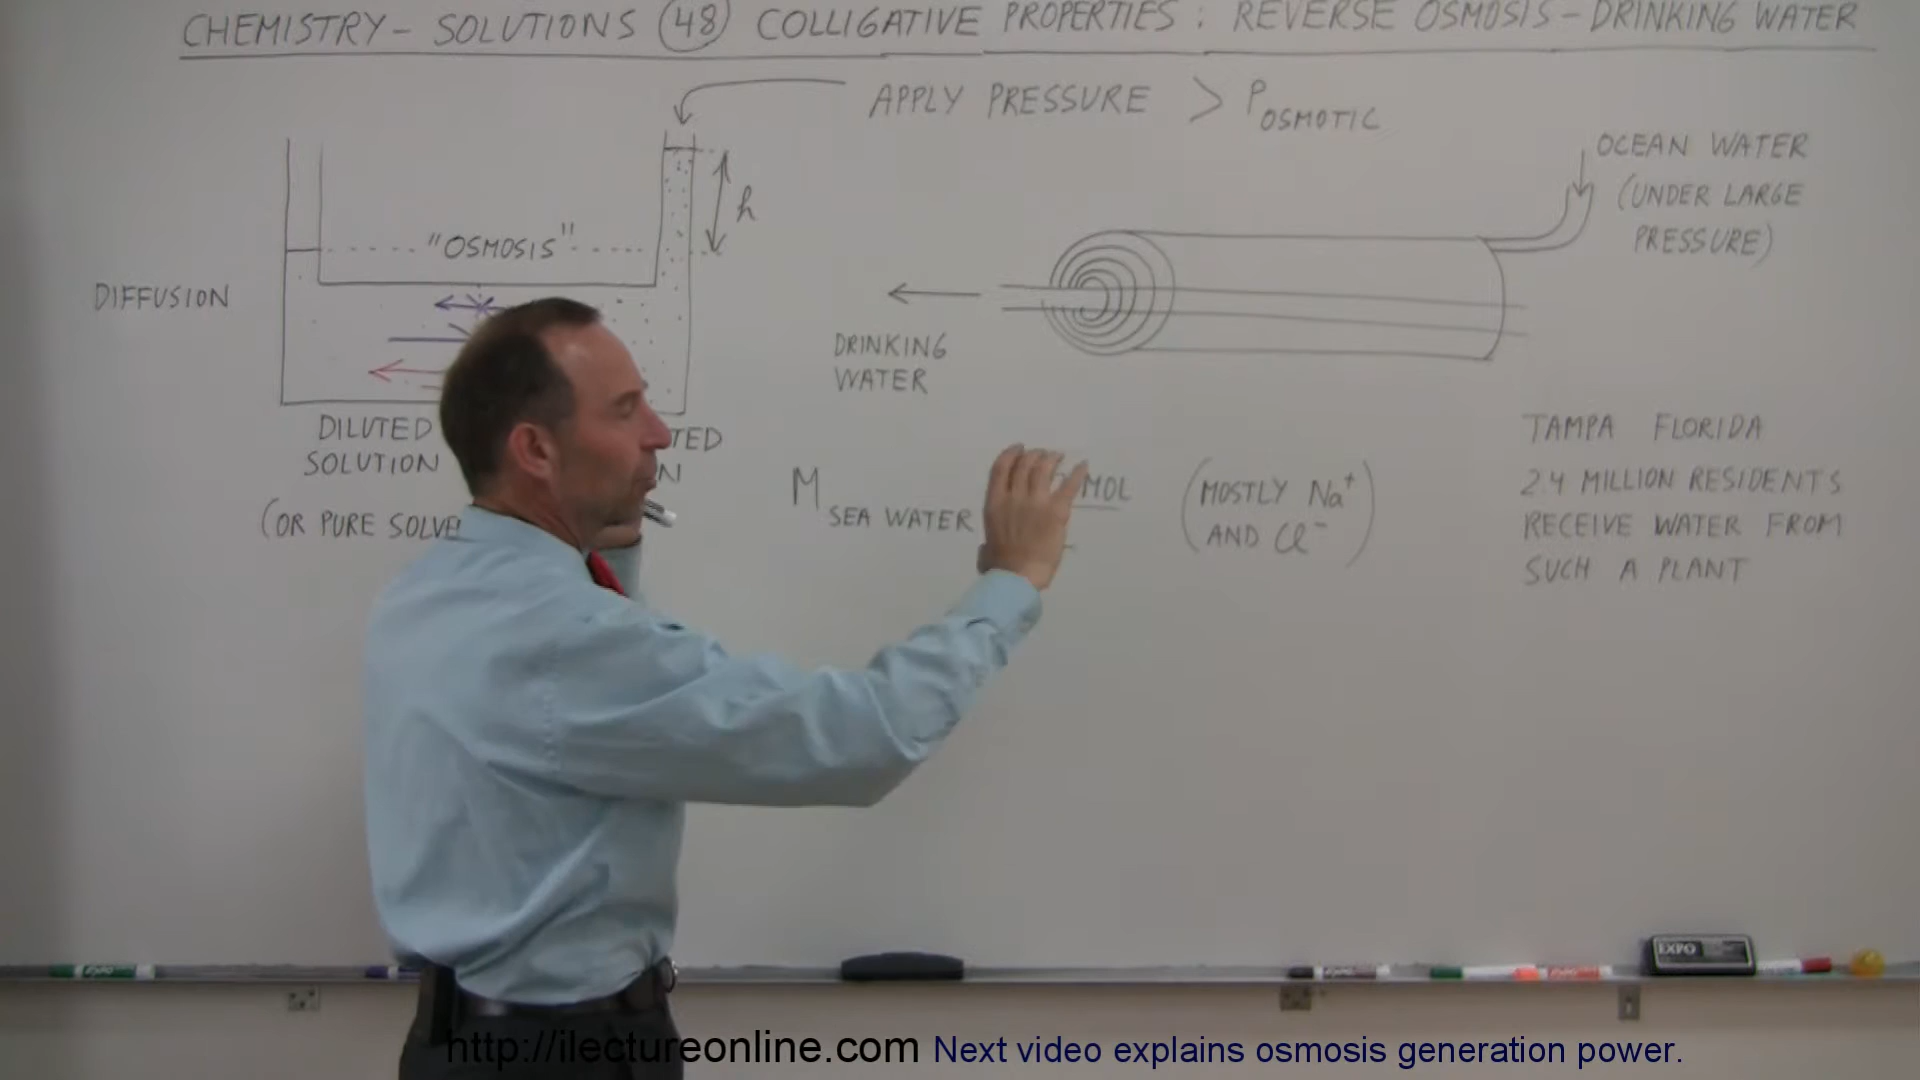 CHEMISTRY - SOLUTIONS 48 COLLIGATIVE PROPERTIES : REVERSE OSMOSIS - DRINKING WATER
APPLY PRESSURE > P OSMOTIC
OCEAN WATER
(UNDER LARGE
PRESSURE)
h
"OSMOSIS"
DIFFUSION
DRINKING
WATER
DILUTED
SOLUTION
(OR PURE SOLVE
TED
N
M SEA WATER
MOL
(MOSTLY Na+
AND Cl-)
TAMPA FLORIDA
2.4 MILLION RESIDENTS
RECEIVE WATER FROM
SUCH A PLANT
EXPO
http://ilectureonline.com Next video explains osmosis generation power.